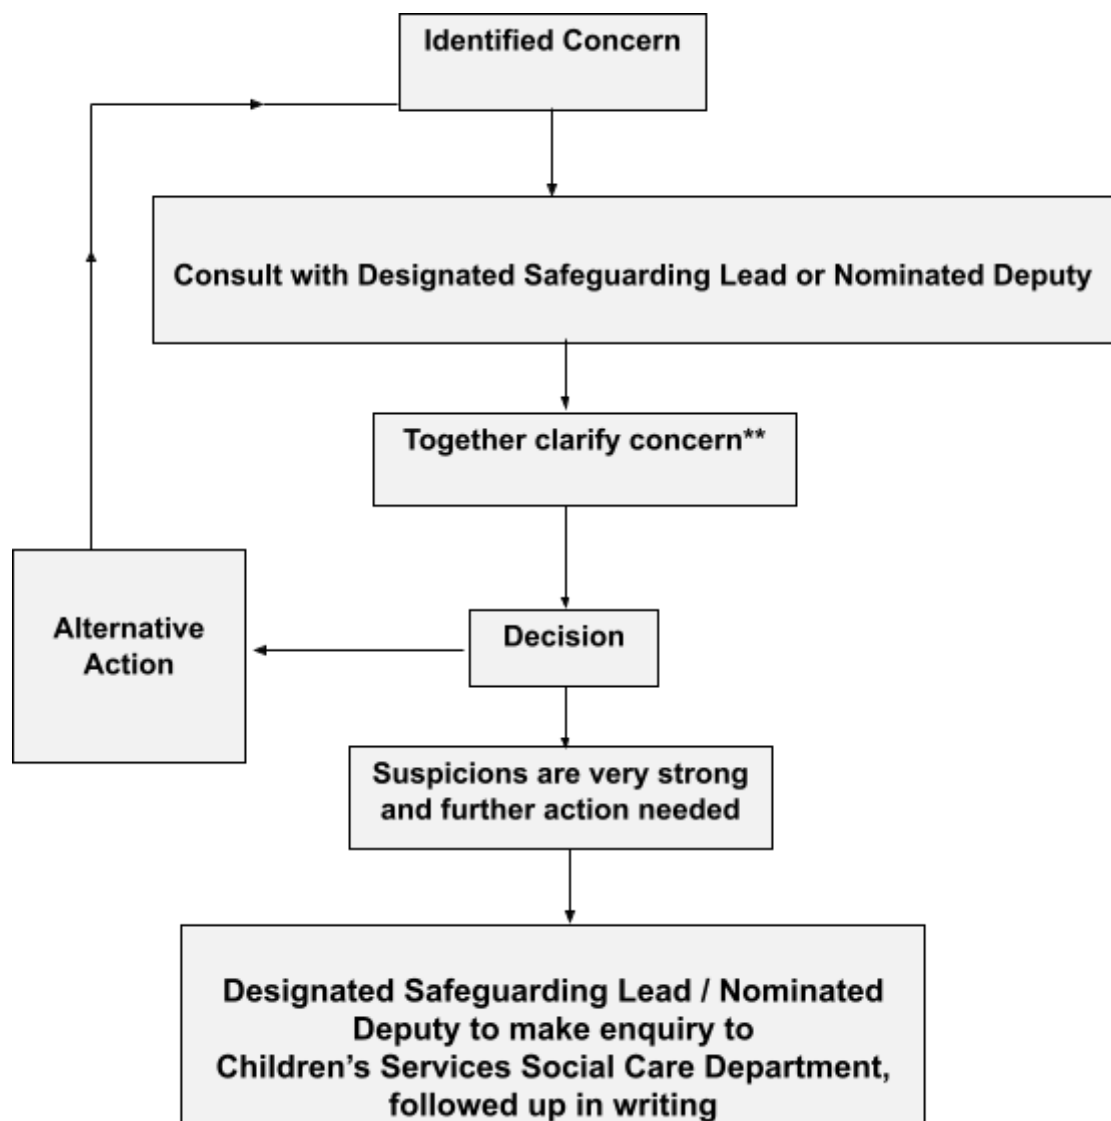 Identified Concern
Consult with Designated Safeguarding Lead or Nominated Deputy
Together clarify concern**
Alternative
Action
Decision
Suspicions are very strong
and further action needed
Designated Safeguarding Lead / Nominated
Deputy to make enquiry to
Children’s Services Social Care Department,
followed up in writing